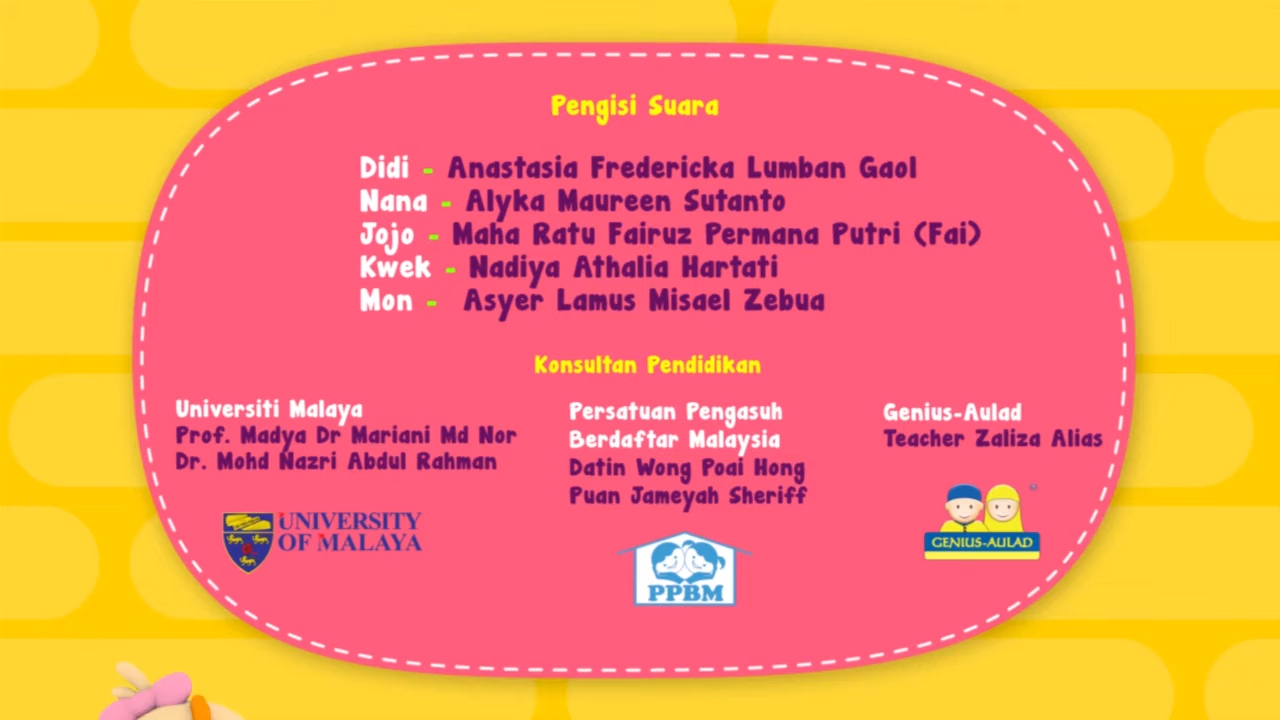 Pengisi Suara
Didi - Anastasia Fredericka Lumban Gaol
Nana - Alyka Maureen Sutanto
Jojo - Maha Ratu Fairuz Permana Putri (Fai)
Kwek - Nadiya Athalia Hartati
Mon - Asyer Lamus Misael Zebua
Konsultan Pendidikan
Universiti Malaya
Prof. Madya Dr Mariani Md Nor
Dr. Mohd Nazri Abdul Rahman
UNIVERSITY
OF MALAYA
Persatuan Pengasuh
Berdaftar Malaysia
Datin Wong Poai Hong
Puan Jameyah Sheriff
PPBM
Genius-Aulad
Teacher Zaliza Alias
GENIUS-AULAD